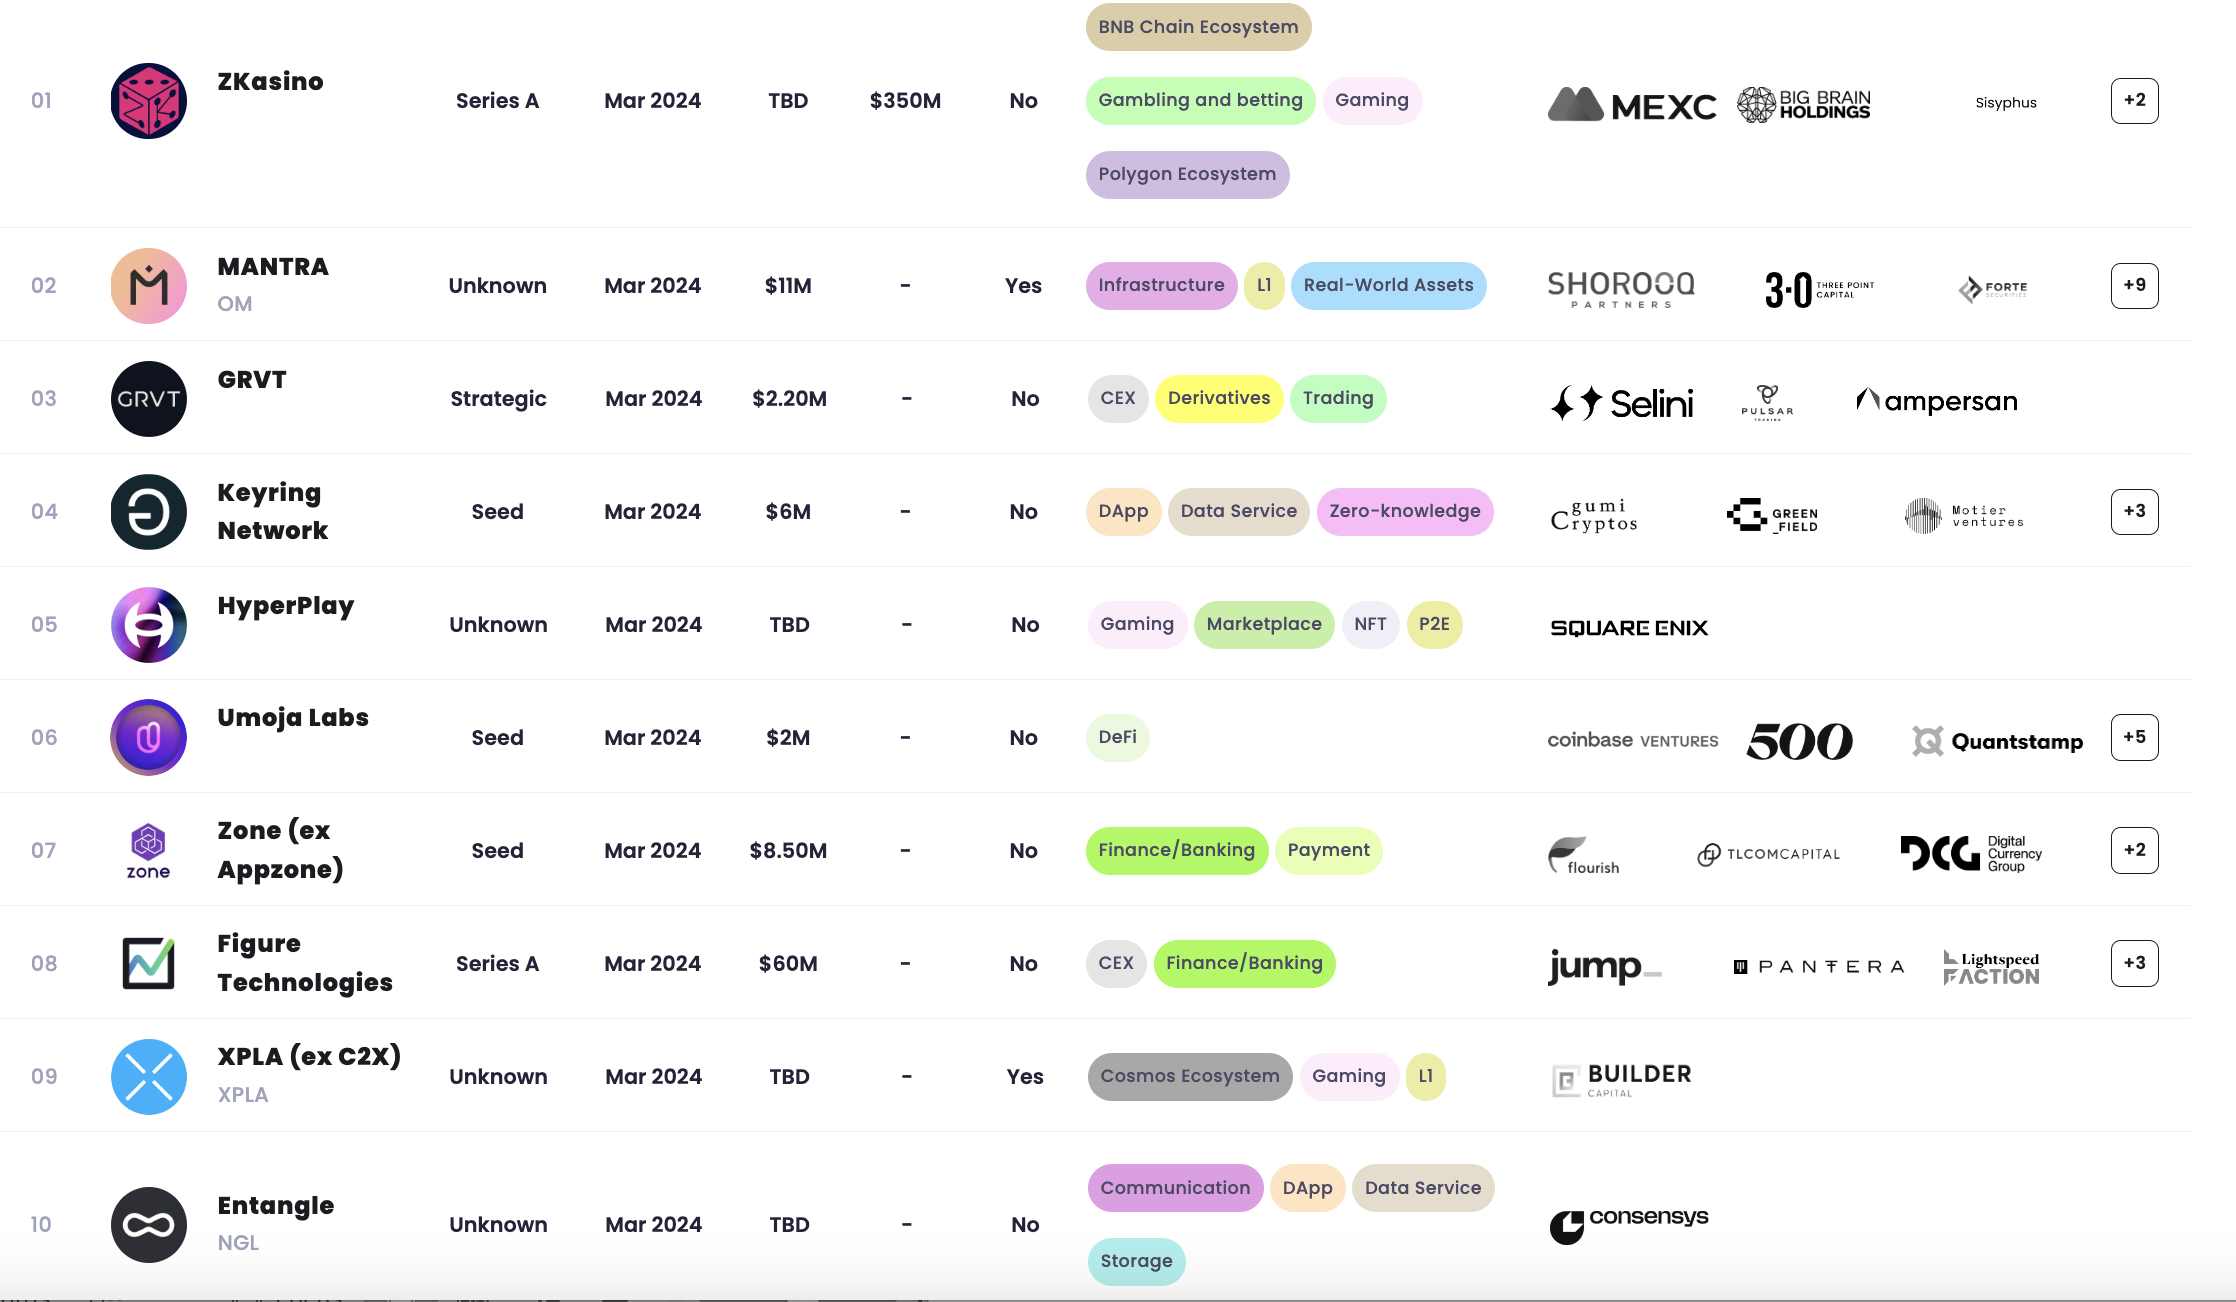 BNB Chain Ecosystem
01 ZKasino Series A Mar 2024 TBD $350M No Gambling and betting Gaming MEXC BIG BRAIN HOLDINGS Sisyphus +2
Polygon Ecosystem
02 MANTRA Unknown Mar 2024 $11M - Yes Infrastructure L1 Real-World Assets SHOROOQ PARTNERS 3·0 THREE POINT CAPITAL FORTE SECURITIES +9
OM
03 GRVT GRVT Strategic Mar 2024 $2.20M - No CEX Derivatives Trading Selini PULSAR TRADING ampersan
04 Keyring Seed Mar 2024 $6M - No DApp Data Service Zero-knowledge gumi Cryptos GREEN _FIELD Motier ventures +3
Network
05 HyperPlay Unknown Mar 2024 TBD - No Gaming Marketplace NFT P2E SQUARE ENIX
06 Umoja Labs Seed Mar 2024 $2M - No DeFi coinbase VENTURES 500 Quantstamp +5
07 zone Zone (ex Seed Mar 2024 $8.50M - No Finance/Banking Payment flourish TLCOMCAPITAL DCG Digital Currency Group +2
Appzone)
08 Figure Series A Mar 2024 $60M - No CEX Finance/Banking jump_ PANTERA Lightspeed FACTION +3
Technologies
09 XPLA (ex C2X) Unknown Mar 2024 TBD - Yes Cosmos Ecosystem Gaming L1 BUILDER CAPITAL
XPLA
Communication DApp Data Service
10 Entangle Unknown Mar 2024 TBD - No consensys
NGL
Storage